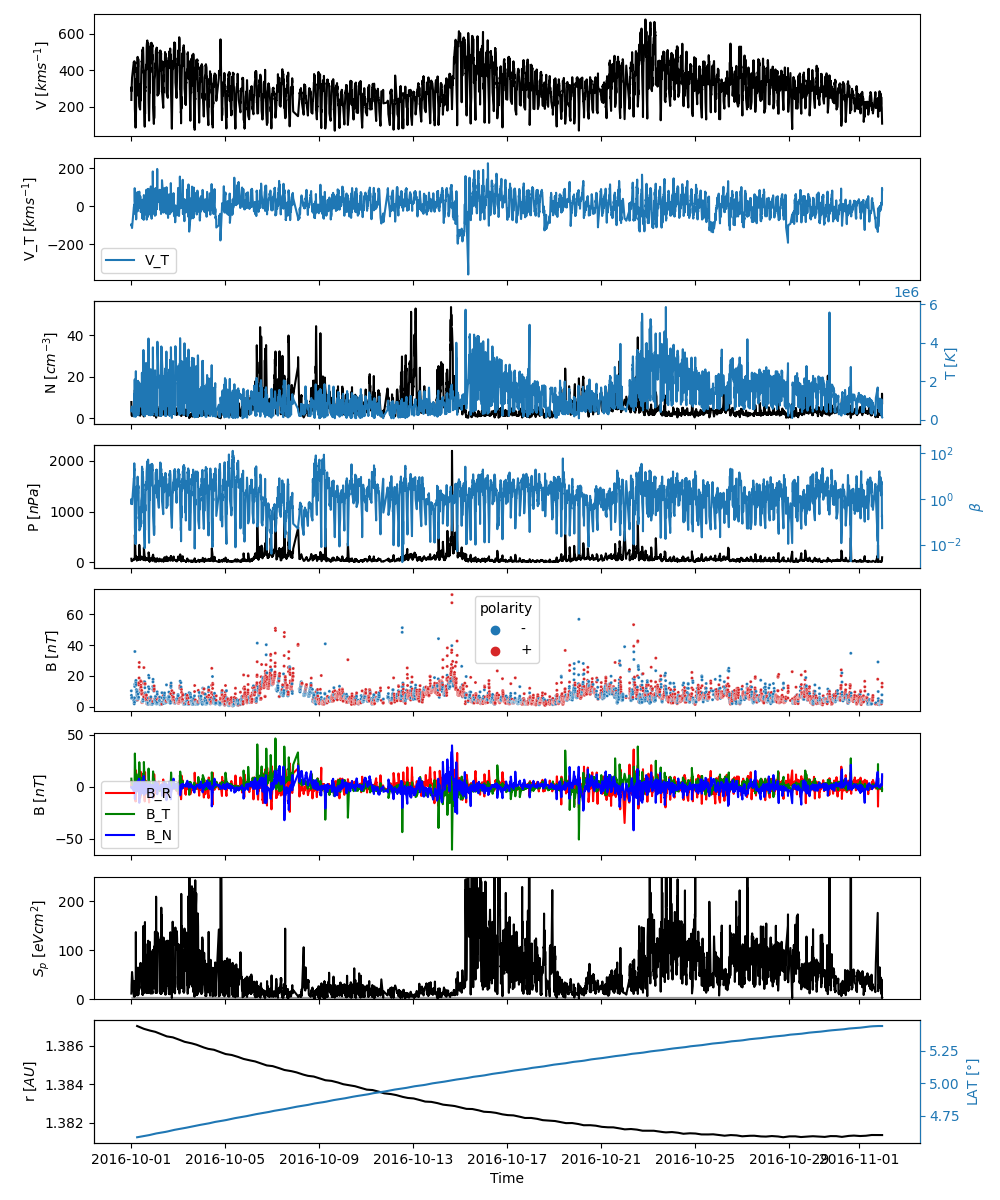 600
400
200
V [kms⁻¹]
200
0
−200
V_T [kms⁻¹]
V_T
1e6
40
20
0
N [cm⁻³]
6
4
2
0
T [K]
2000
1000
0
P [nPa]
10²
10⁰
10⁻²
β
60
40
20
0
B [nT]
polarity
-
+
50
0
−50
B [nT]
B_R
B_T
B_N
200
100
0
Sₚ [eVcm²]
1.386
1.384
1.382
r [AU]
5.25
5.00
4.75
LAT [°]
2016-10-01 2016-10-05 2016-10-09 2016-10-13 2016-10-17 2016-10-21 2016-10-25 2016-10-29 2016-11-01
Time